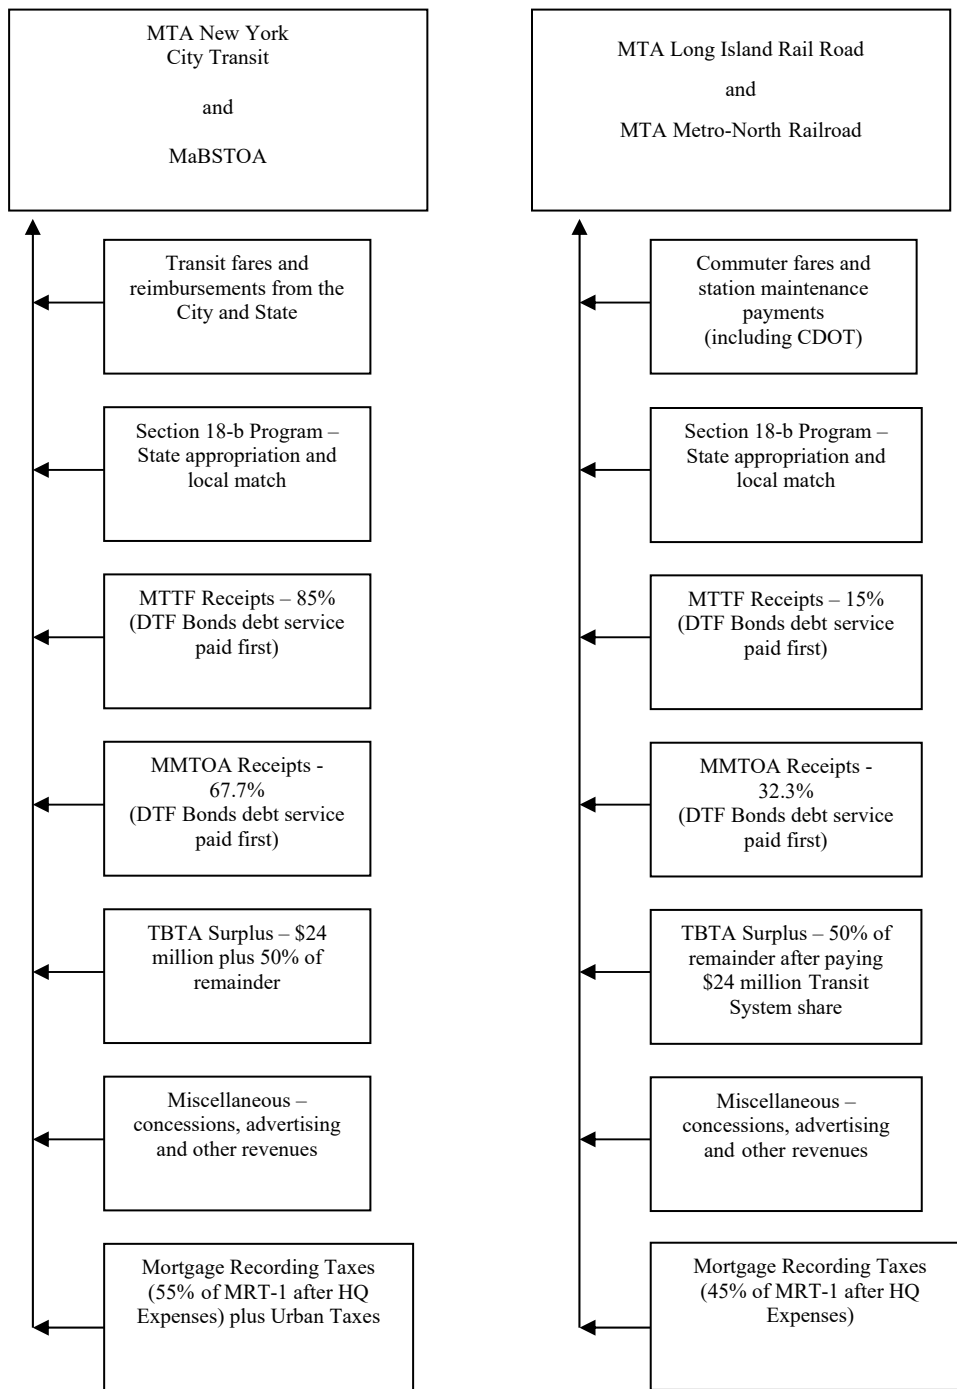 MTA New York
City Transit
and
MaBSTOA
MTA Long Island Rail Road
and
MTA Metro-North Railroad
Transit fares and
reimbursements from the
City and State
Commuter fares and
station maintenance
payments
(including CDOT)
Section 18-b Program –
State appropriation and
local match
Section 18-b Program –
State appropriation and
local match
MTTF Receipts – 85%
(DTF Bonds debt service
paid first)
MTTF Receipts – 15%
(DTF Bonds debt service
paid first)
MMTOA Receipts -
67.7%
(DTF Bonds debt service
paid first)
MMTOA Receipts -
32.3%
(DTF Bonds debt service
paid first)
TBTA Surplus – $24
million plus 50% of
remainder
TBTA Surplus – 50% of
remainder after paying
$24 million Transit
System share
Miscellaneous –
concessions, advertising
and other revenues
Miscellaneous –
concessions, advertising
and other revenues
Mortgage Recording Taxes
(55% of MRT-1 after HQ
Expenses) plus Urban Taxes
Mortgage Recording Taxes
(45% of MRT-1 after HQ
Expenses)